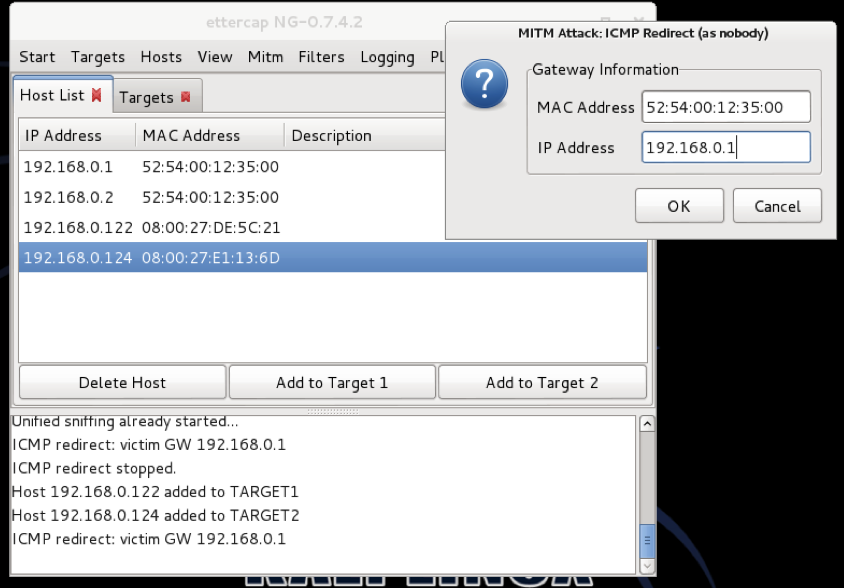 ettercap NG-0.7.4.2
Start Targets Hosts View Mitm Filters Logging Pl
Host List Targets
IP Address MAC Address Description
192.168.0.1 52:54:00:12:35:00
192.168.0.2 52:54:00:12:35:00
192.168.0.122 08:00:27:DE:5C:21
192.168.0.124 08:00:27:E1:13:6D
Delete Host Add to Target 1 Add to Target 2
Unified sniffing already started...
ICMP redirect: victim GW 192.168.0.1
ICMP redirect stopped.
Host 192.168.0.122 added to TARGET1
Host 192.168.0.124 added to TARGET2
ICMP redirect: victim GW 192.168.0.1
MITM Attack: ICMP Redirect (as nobody)
?
Gateway Information
MAC Address 52:54:00:12:35:00
IP Address 192.168.0.1
OK Cancel
KALI LINUX